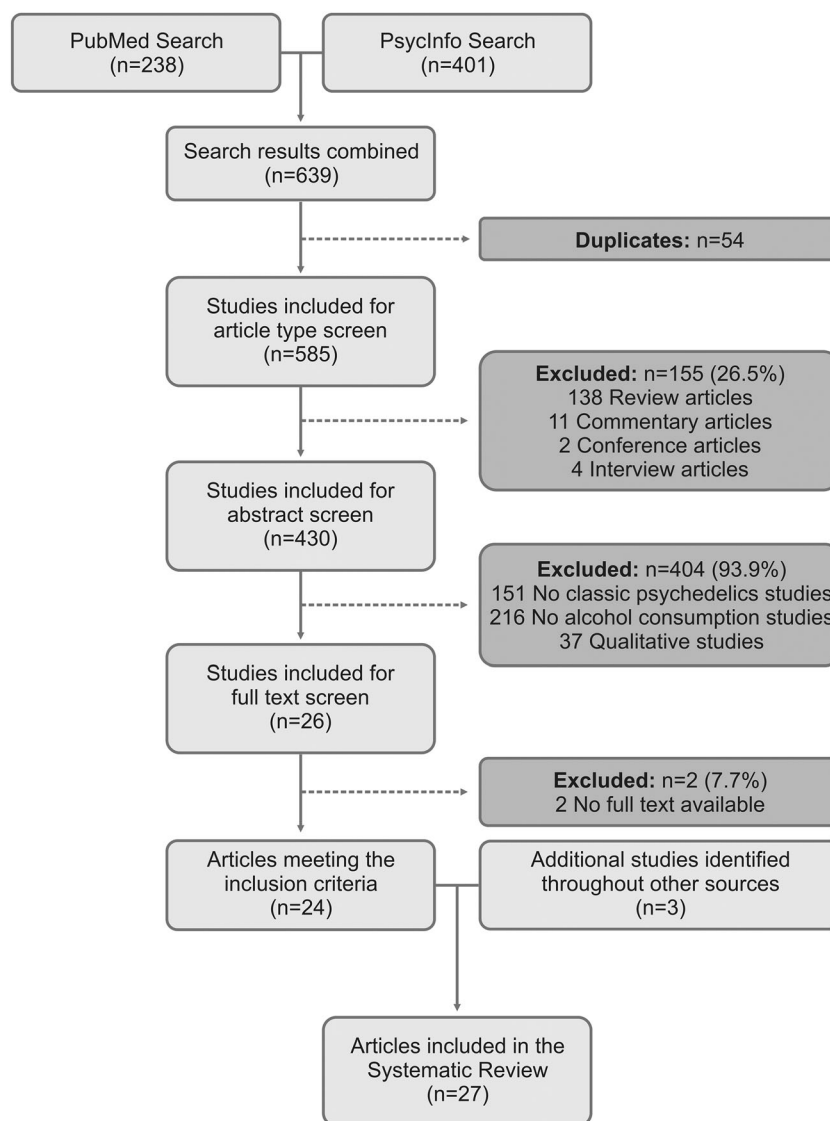 PubMed Search
(n=238)
PsycInfo Search
(n=401)
Search results combined
(n=639)
Duplicates: n=54
Studies included for
article type screen
(n=585)
Excluded: n=155 (26.5%)
138 Review articles
11 Commentary articles
2 Conference articles
4 Interview articles
Studies included for
abstract screen
(n=430)
Excluded: n=404 (93.9%)
151 No classic psychedelics studies
216 No alcohol consumption studies
37 Qualitative studies
Studies included for
full text screen
(n=26)
Excluded: n=2 (7.7%)
2 No full text available
Articles meeting the
inclusion criteria
(n=24)
Additional studies identified
throughout other sources
(n=3)
Articles included in the
Systematic Review
(n=27)